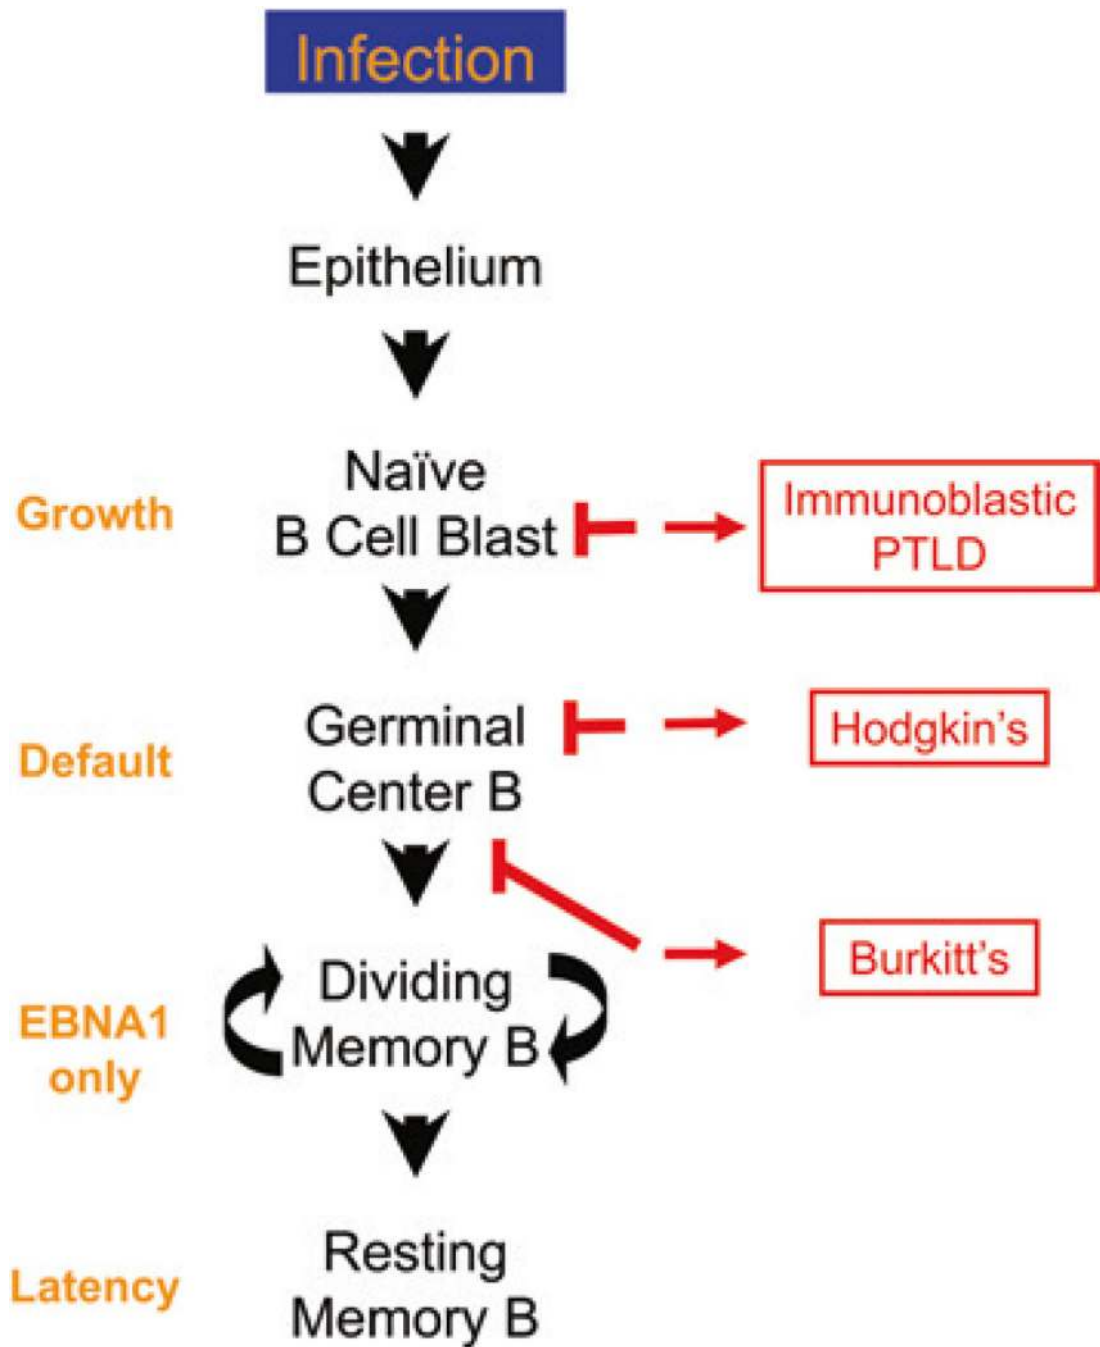 Infection
Epithelium
Growth
Naïve
B Cell Blast
Immunoblastic
PTLD
Default
Germinal
Center B
Hodgkin's
Burkitt's
EBNA1
only
Dividing
Memory B
Latency
Resting
Memory B